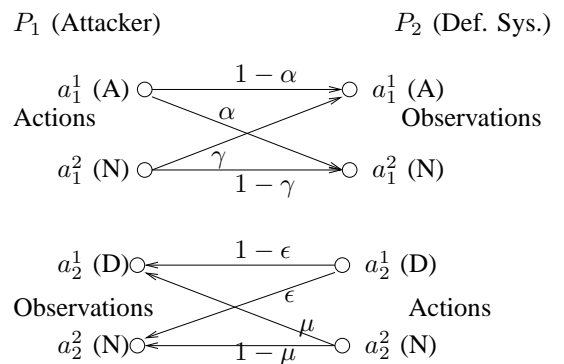 P₁ (Attacker) P₂ (Def. Sys.)
a₁¹ (A) 1 − α a₁¹ (A)
Actions α Observations
a₁² (N) γ a₁² (N)
1 − γ
a₂¹ (D) 1 − ϵ a₂¹ (D)
Observations ϵ Actions
μ
a₂² (N) 1 − μ a₂² (N)